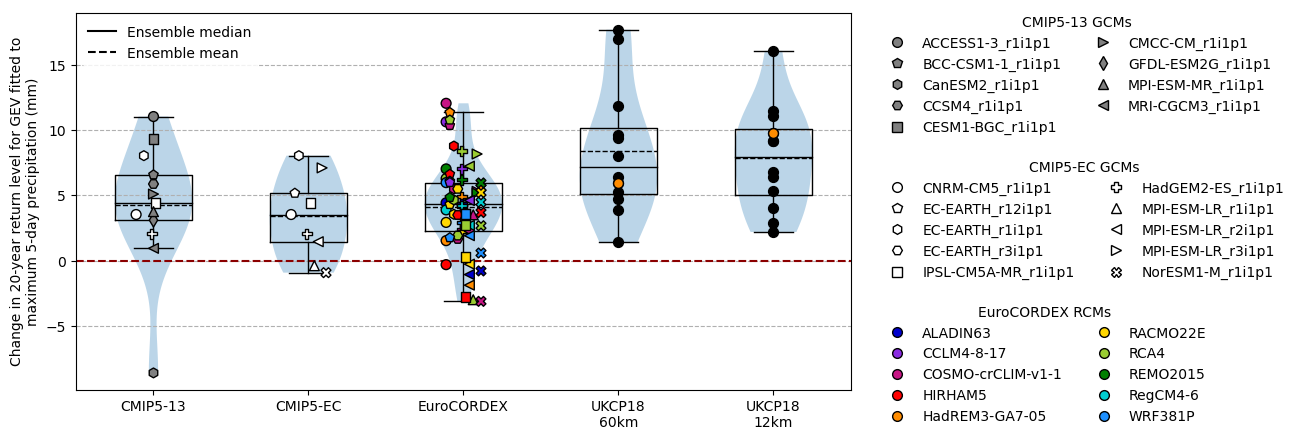 Change in 20-year return level for GEV fitted to
maximum 5-day precipitation (mm)
15
10
5
0
−5
Ensemble median
Ensemble mean
CMIP5-13
CMIP5-EC
EuroCORDEX
UKCP18
60km
UKCP18
12km
CMIP5-13 GCMs
ACCESS1-3_r1i1p1
BCC-CSM1-1_r1i1p1
CanESM2_r1i1p1
CCSM4_r1i1p1
CESM1-BGC_r1i1p1
CMCC-CM_r1i1p1
GFDL-ESM2G_r1i1p1
MPI-ESM-MR_r1i1p1
MRI-CGCM3_r1i1p1
CMIP5-EC GCMs
CNRM-CM5_r1i1p1
EC-EARTH_r12i1p1
EC-EARTH_r1i1p1
EC-EARTH_r3i1p1
IPSL-CM5A-MR_r1i1p1
HadGEM2-ES_r1i1p1
MPI-ESM-LR_r1i1p1
MPI-ESM-LR_r2i1p1
MPI-ESM-LR_r3i1p1
NorESM1-M_r1i1p1
EuroCORDEX RCMs
ALADIN63
CCLM4-8-17
COSMO-crCLIM-v1-1
HIRHAM5
HadREM3-GA7-05
RACMO22E
RCA4
REMO2015
RegCM4-6
WRF381P